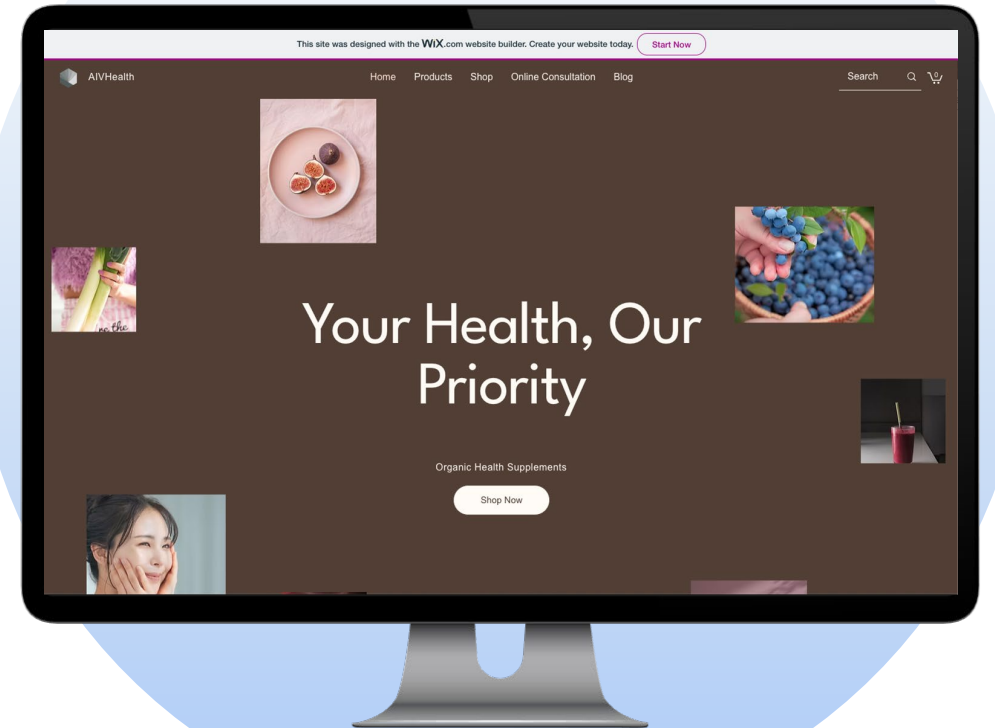 This site was designed with the WiX.com website builder. Create your website today. Start Now
AIVHealth Home Products Shop Online Consultation Blog Search 0
Your Health, Our
Priority
Organic Health Supplements
Shop Now